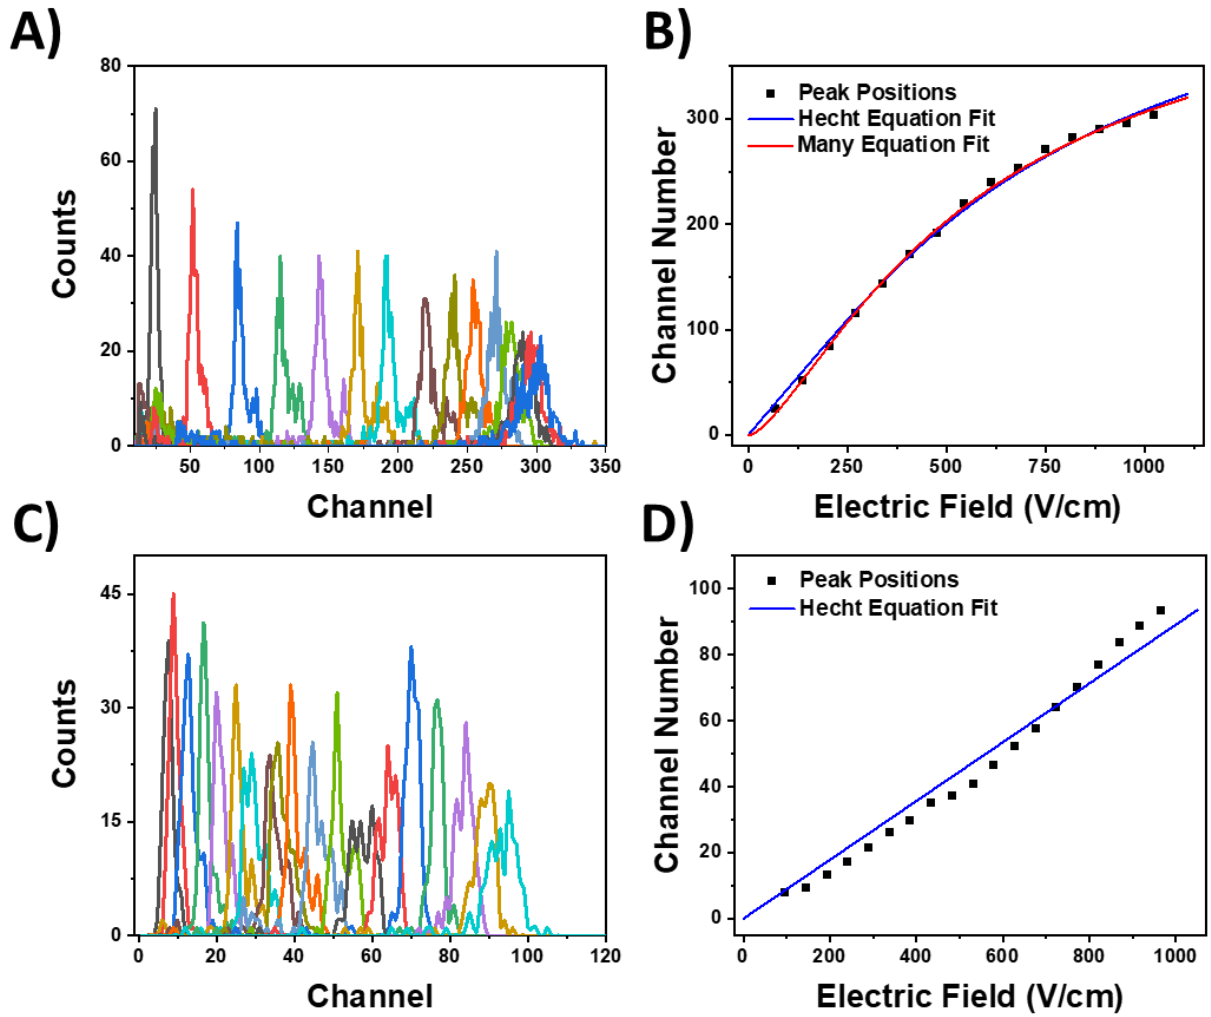 A)
80
60
40
20
0
Counts
50 100 150 200 250 300 350
Channel
B)
Peak Positions
Hecht Equation Fit
Many Equation Fit
300
200
100
0
Channel Number
0 250 500 750 1000
Electric Field (V/cm)
C)
45
30
15
0
Counts
0 20 40 60 80 100 120
Channel
D)
Peak Positions
Hecht Equation Fit
100
80
60
40
20
0
Channel Number
0 200 400 600 800 1000
Electric Field (V/cm)